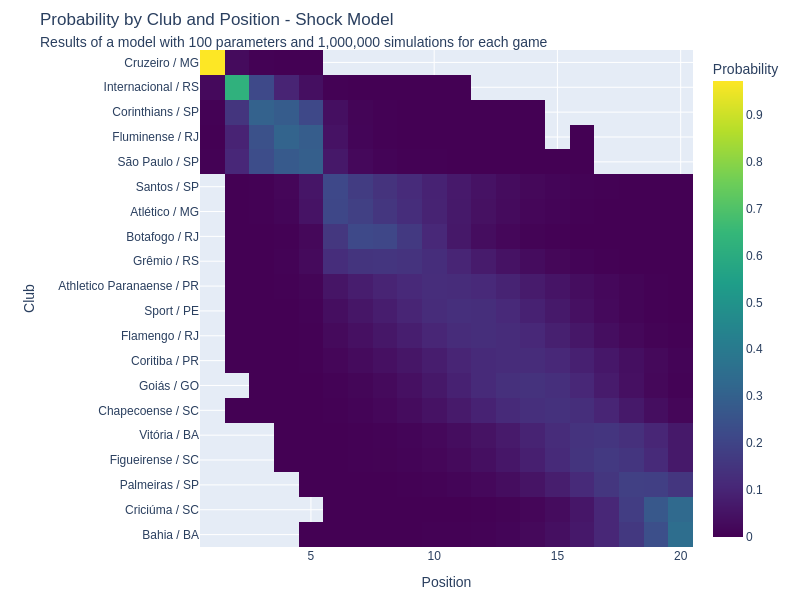 Probability by Club and Position - Shock Model
Results of a model with 100 parameters and 1,000,000 simulations for each game
Club
Cruzeiro / MG
Internacional / RS
Corinthians / SP
Fluminense / RJ
São Paulo / SP
Santos / SP
Atlético / MG
Botafogo / RJ
Grêmio / RS
Athletico Paranaense / PR
Sport / PE
Flamengo / RJ
Coritiba / PR
Goiás / GO
Chapecoense / SC
Vitória / BA
Figueirense / SC
Palmeiras / SP
Criciúma / SC
Bahia / BA
5 10 15 20
Position
Probability
0.9
0.8
0.7
0.6
0.5
0.4
0.3
0.2
0.1
0